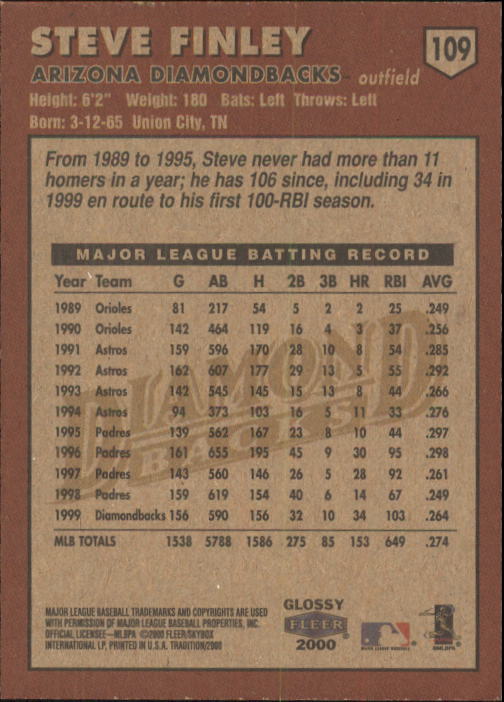 STEVE FINLEY
109
ARIZONA DIAMONDBACKS™ outfield
Height: 6'2" Weight: 180 Bats: Left Throws: Left
Born: 3-12-65 Union City, TN
From 1989 to 1995, Steve never had more than 11
homers in a year; he has 106 since, including 34 in
1999 en route to his first 100-RBI season.
MAJOR LEAGUE BATTING RECORD
Year Team G AB H 2B 3B HR RBI AVG
1989 Orioles 81 217 54 5 2 2 25 .249
1990 Orioles 142 464 119 16 4 3 37 .256
1991 Astros 159 596 170 28 10 8 54 .285
1992 Astros 162 607 177 29 13 5 55 .292
1993 Astros 142 545 145 15 13 8 44 .266
1994 Astros 94 373 103 16 5 11 33 .276
1995 Padres 139 562 167 23 8 10 44 .297
1996 Padres 161 655 195 45 9 30 95 .298
1997 Padres 143 560 146 26 5 28 92 .261
1998 Padres 159 619 154 40 6 14 67 .249
1999 Diamondbacks 156 590 156 32 10 34 103 .264
MLB TOTALS 1538 5788 1586 275 85 153 649 .274
DIAMOND
BACKS
MAJOR LEAGUE BASEBALL TRADEMARKS AND COPYRIGHTS ARE USED
WITH PERMISSION OF MAJOR LEAGUE BASEBALL PROPERTIES, INC.
OFFICIAL LICENSEE—MLBPA ©2000 FLEER/SKYBOX
INTERNATIONAL LP, PRINTED IN U.S.A. TRADITION/2000
GLOSSY
FLEER
2000
MAJOR LEAGUE BASEBALL
©MLBPA